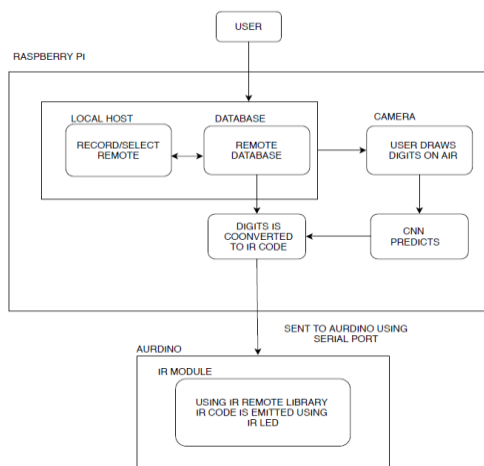 USER
RASPBERRY PI
LOCAL HOST
RECORD/SELECT
REMOTE
DATABASE
REMOTE
DATABASE
CAMERA
USER DRAWS
DIGITS ON AIR
DIGITS IS
COONVERTED
TO IR CODE
CNN
PREDICTS
SENT TO AURDINO USING
SERIAL PORT
AURDINO
IR MODULE
USING IR REMOTE LIBRARY
IR CODE IS EMITTED USING
IR LED